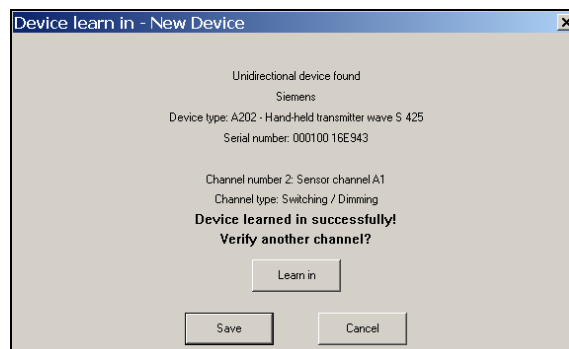 Device learn in - New Device
Unidirectional device found
Siemens
Device type: A202 - Hand-held transmitter wave S 425
Serial number: 000100 16E943
Channel number 2: Sensor channel A1
Channel type: Switching / Dimming
Device learned in successfully!
Verify another channel?
Learn in
Save
Cancel